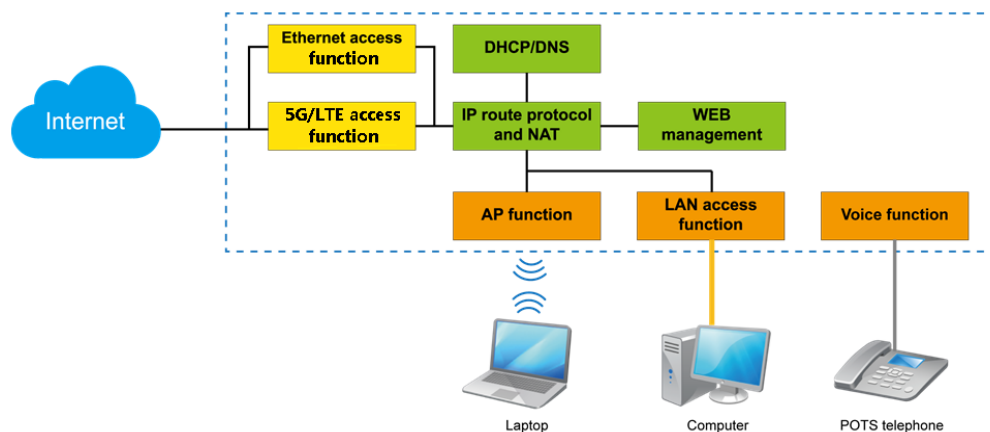 Ethernet access
function
DHCP/DNS
Internet
5G/LTE access
function
IP route protocol
and NAT
WEB
management
AP function
LAN access
function
Voice function
Laptop
Computer
POTS telephone